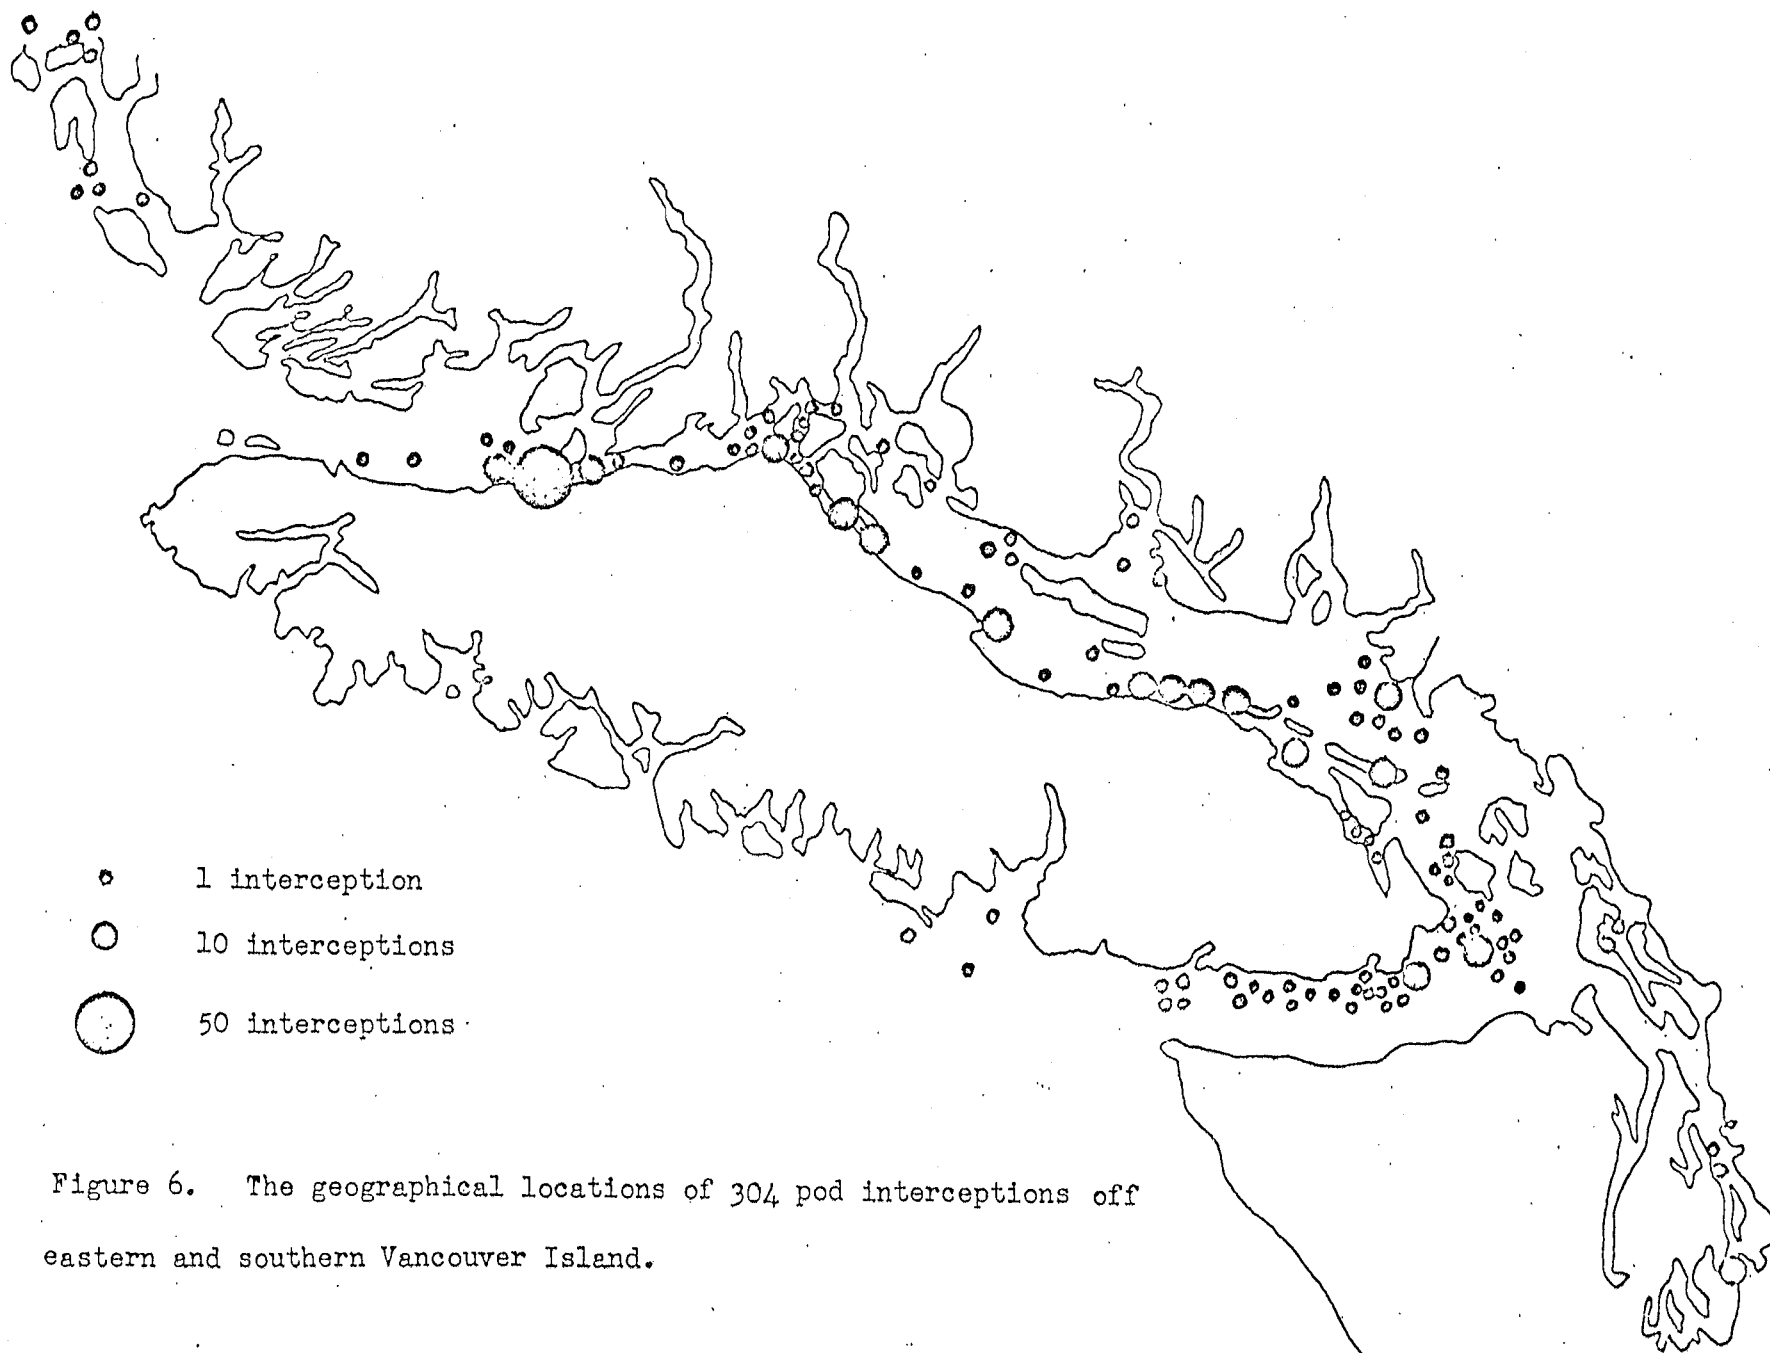 1 interception
10 interceptions
50 interceptions
Figure 6. The geographical locations of 304 pod interceptions off
eastern and southern Vancouver Island.